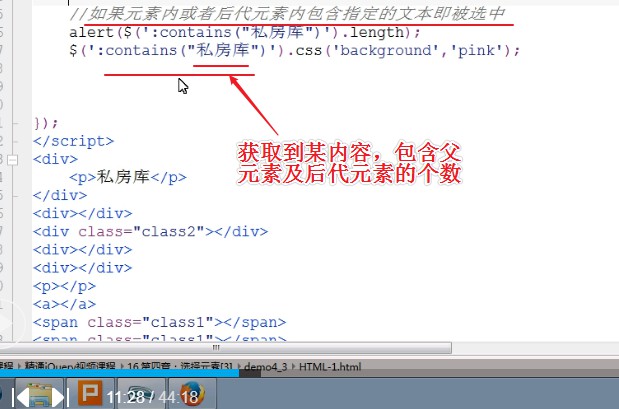 //如果元素内或者后代元素内包含指定的文本即被选中
alert($(':contains("私房库")').length);
$(':contains("私房库")').css('background','pink');
});
</script>
获取到某内容，包含父
元素及后代元素的个数
<div>
<p>私房库</p>
</div>
<div></div>
<div class="class2"></div>
<div></div>
<div></div>
<p></p>
<a></a>
<span class="class1"></span>
<span class="class1"></span>
课程 › 精通jQuery视频课程 › 16.第四章：选择元素[3] › demo4_3 › HTML-1.html
11:28 / 44:18